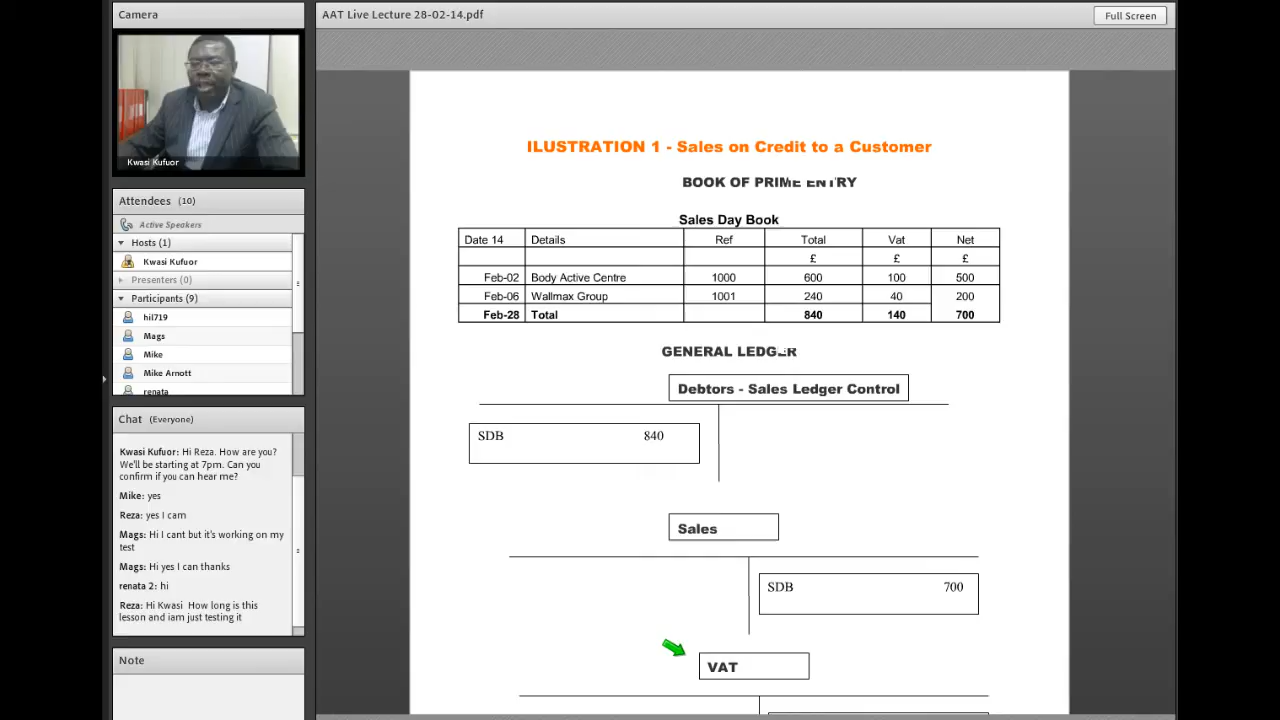 Camera
AAT Live Lecture 28-02-14.pdf
Full Screen
Kwasi Kufuor
Attendees (10)
Active Speakers
Hosts (1)
Kwasi Kufuor
Presenters (0)
Participants (9)
hil719
Mags
Mike
Mike Arnott
renata
Chat (Everyone)
Kwasi Kufuor: Hi Reza. How are you?
We'll be starting at 7pm. Can you
confirm if you can hear me?
Mike: yes
Reza: yes I cam
Mags: Hi I cant but it's working on my
test
Mags: Hi yes I can thanks
renata 2: hi
Reza: Hi Kwasi How long is this
lesson and iam just testing it
Note
ILUSTRATION 1 - Sales on Credit to a Customer
BOOK OF PRIME ENTRY
Sales Day Book
Date 14 Details Ref Total Vat Net
£ £ £
Feb-02 Body Active Centre 1000 600 100 500
Feb-06 Wallmax Group 1001 240 40 200
Feb-28 Total 840 140 700
GENERAL LEDGER
Debtors - Sales Ledger Control
SDB 840
Sales
SDB 700
VAT